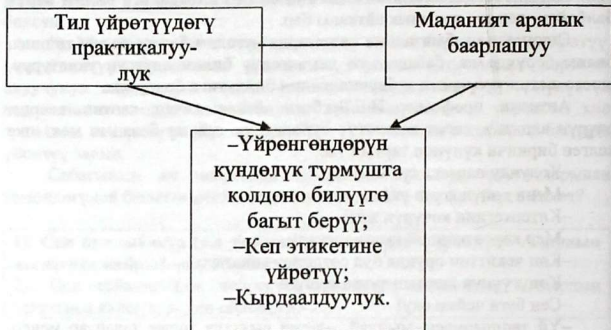 Тил үйрөтүүдөгү
практикалуу-
лук
Маданият аралык
баарлашуу
–Үйрөнгөндөрүн
күндөлүк турмушта
колдоно билүүгө
багыт берүү;
–Кеп этикетине
үйрөтүү;
–Кырдаалдуулук.